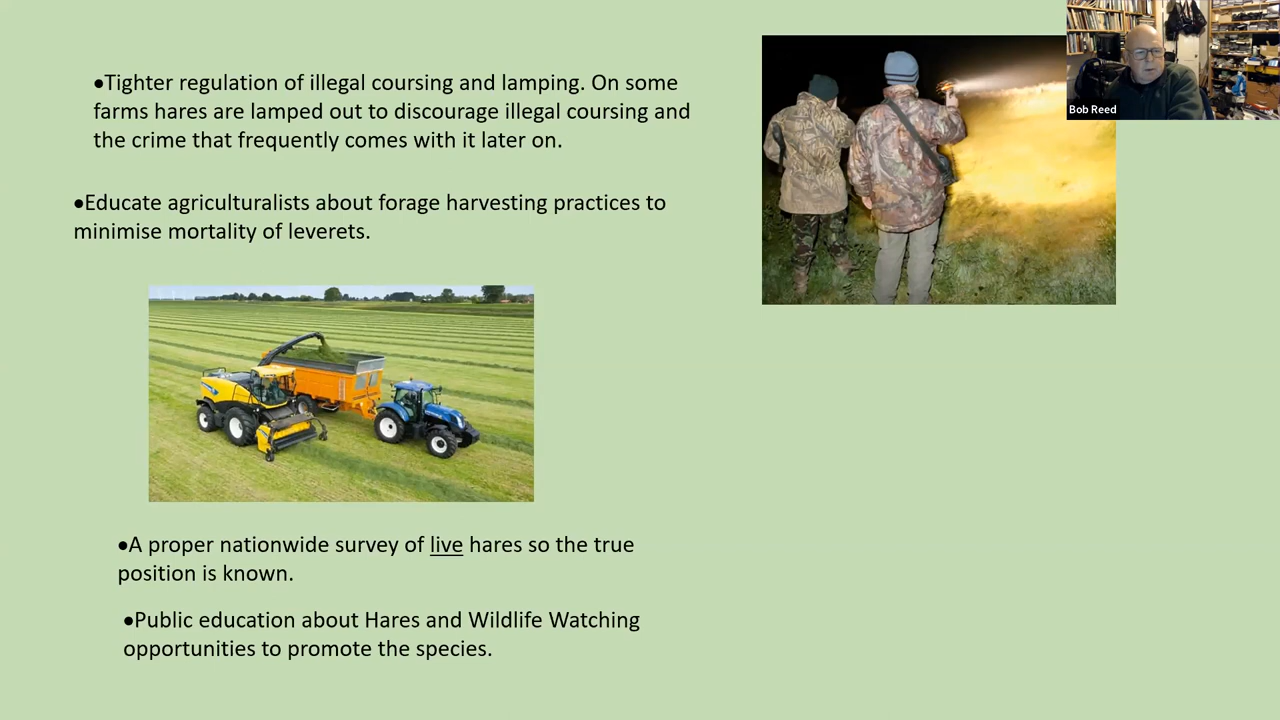 •Tighter regulation of illegal coursing and lamping. On some
farms hares are lamped out to discourage illegal coursing and
the crime that frequently comes with it later on.
•Educate agriculturalists about forage harvesting practices to
minimise mortality of leverets.
•A proper nationwide survey of live hares so the true
position is known.
•Public education about Hares and Wildlife Watching
opportunities to promote the species.
Bob Reed